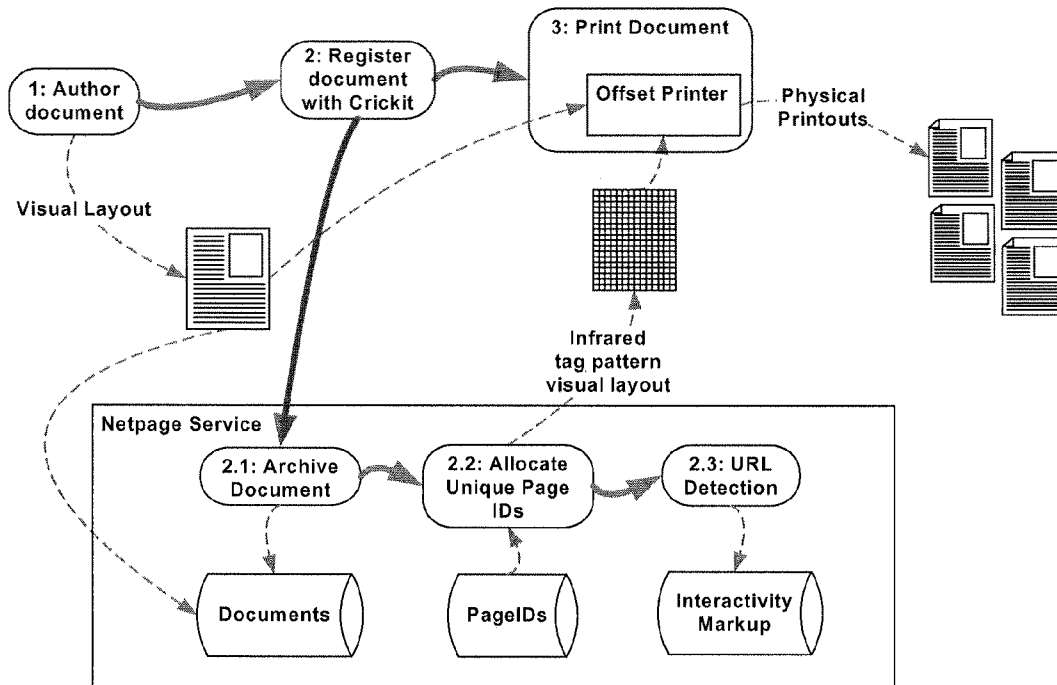 1: Author
document
2: Register
document
with Crickit
3: Print Document
Offset Printer
Physical
Printouts
Visual Layout
Infrared
tag pattern
visual layout
Netpage Service
2.1: Archive
Document
2.2: Allocate
Unique Page
IDs
2.3: URL
Detection
Documents
PageIDs
Interactivity
Markup